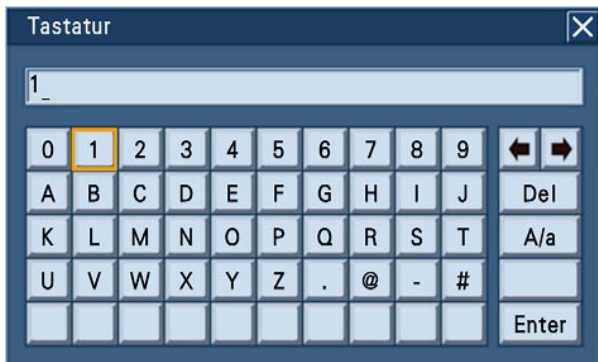 Tastatur
1_
0 1 2 3 4 5 6 7 8 9
A B C D E F G H I J Del
K L M N O P Q R S T A/a
U V W X Y Z . @ - #
Enter